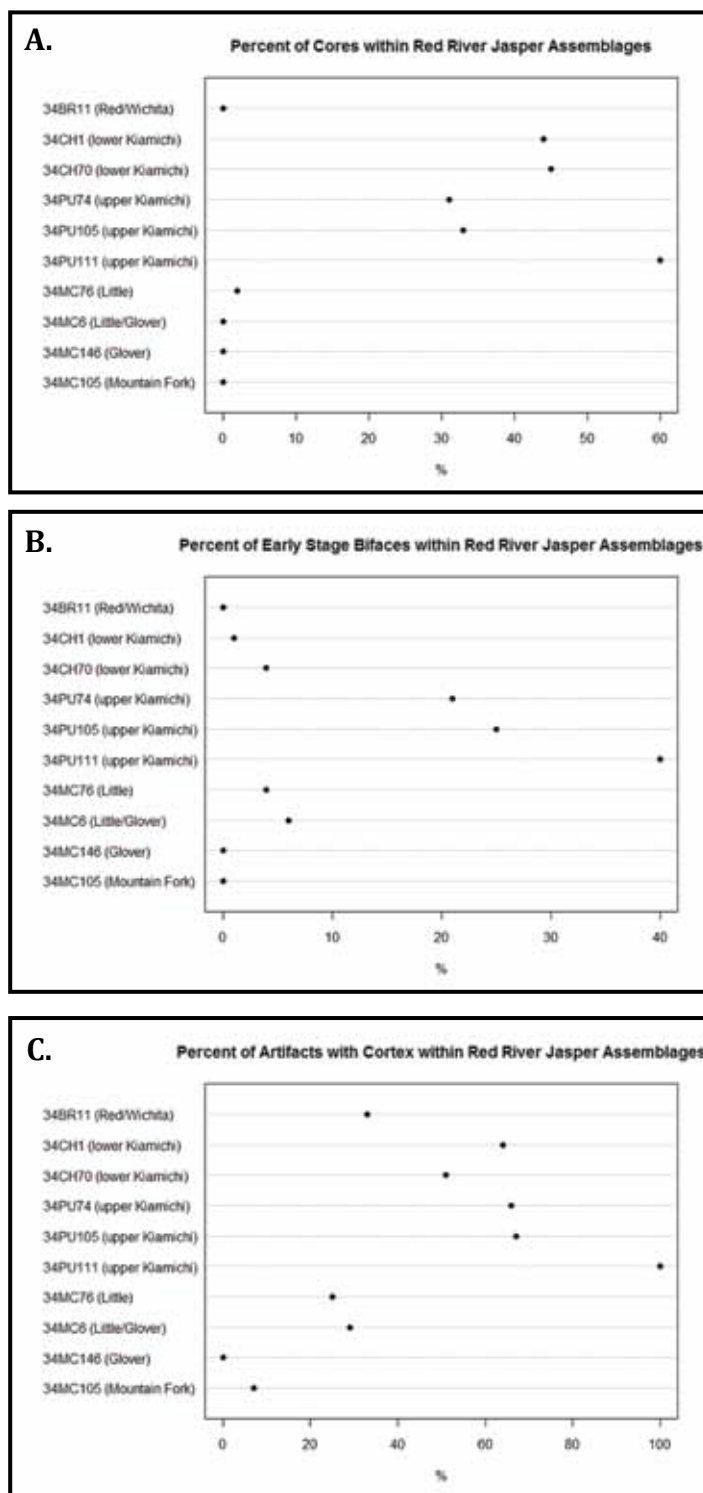 A.
Percent of Cores within Red River Jasper Assemblages
34BR11 (Red/Wichita)
34CH1 (lower Kiamichi)
34CH70 (lower Kiamichi)
34PU74 (upper Kiamichi)
34PU105 (upper Kiamichi)
34PU111 (upper Kiamichi)
34MC76 (Little)
34MC6 (Little/Glover)
34MC146 (Glover)
34MC105 (Mountain Fork)
0 10 20 30 40 50 60
%
B.
Percent of Early Stage Bifaces within Red River Jasper Assemblages
34BR11 (Red/Wichita)
34CH1 (lower Kiamichi)
34CH70 (lower Kiamichi)
34PU74 (upper Kiamichi)
34PU105 (upper Kiamichi)
34PU111 (upper Kiamichi)
34MC76 (Little)
34MC6 (Little/Glover)
34MC146 (Glover)
34MC105 (Mountain Fork)
0 10 20 30 40
%
C.
Percent of Artifacts with Cortex within Red River Jasper Assemblages
34BR11 (Red/Wichita)
34CH1 (lower Kiamichi)
34CH70 (lower Kiamichi)
34PU74 (upper Kiamichi)
34PU105 (upper Kiamichi)
34PU111 (upper Kiamichi)
34MC76 (Little)
34MC6 (Little/Glover)
34MC146 (Glover)
34MC105 (Mountain Fork)
0 20 40 60 80 100
%